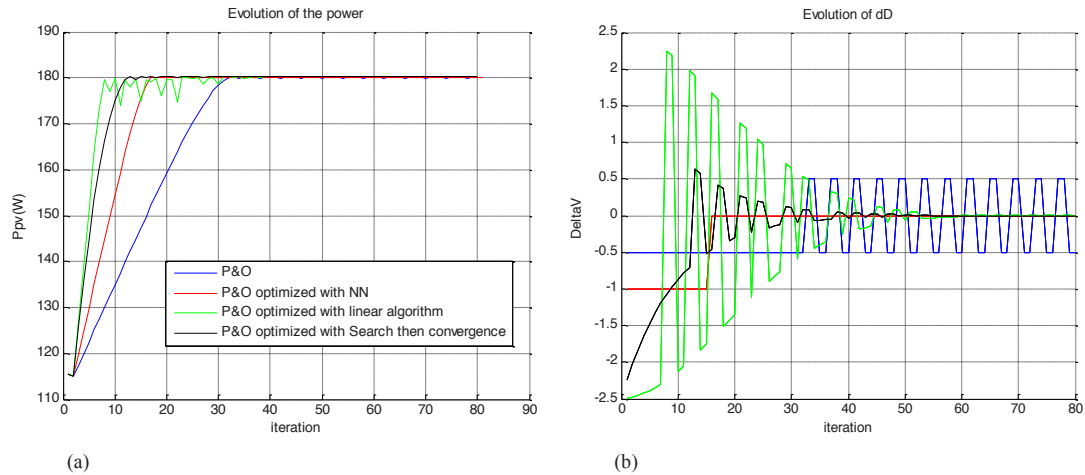 Evolution of the power
190
180
170
160
150
140
130
120
110
Ppv(W)
P&O
P&O optimized with NN
P&O optimized with linear algorithm
P&O optimized with Search then convergence
0 10 20 30 40 50 60 70 80 90
iteration
(a)
Evolution of dD
2.5
2
1.5
1
0.5
0
-0.5
-1
-1.5
-2
-2.5
DeltaV
0 10 20 30 40 50 60 70 80
iteration
(b)